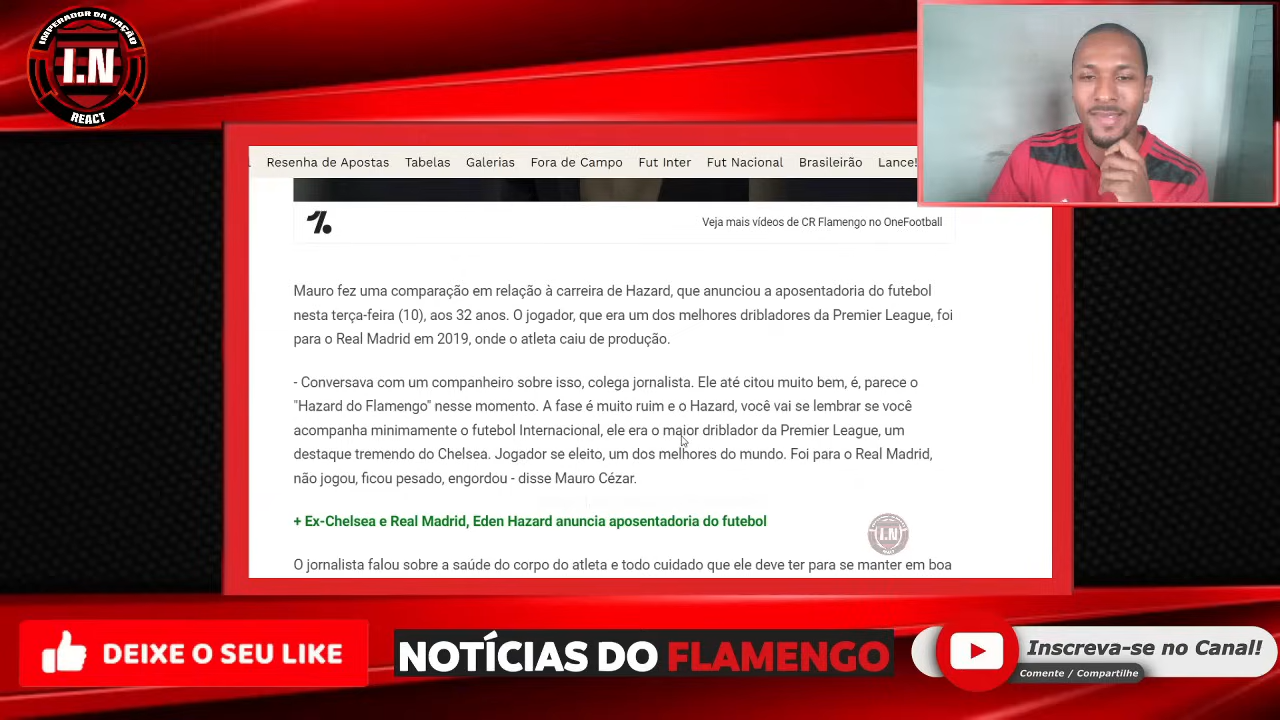 IMPERADOR DA NAÇÃO
I.N
REACT
Resenha de Apostas Tabelas Galerias Fora de Campo Fut Inter Fut Nacional Brasileirão Lance!
Veja mais vídeos de CR Flamengo no OneFootball
Mauro fez uma comparação em relação à carreira de Hazard, que anunciou a aposentadoria do futebol
nesta terça-feira (10), aos 32 anos. O jogador, que era um dos melhores dribladores da Premier League, foi
para o Real Madrid em 2019, onde o atleta caiu de produção.
- Conversava com um companheiro sobre isso, colega jornalista. Ele até citou muito bem, é, parece o
"Hazard do Flamengo" nesse momento. A fase é muito ruim e o Hazard, você vai se lembrar se você
acompanha minimamente o futebol Internacional, ele era o maior driblador da Premier League, um
destaque tremendo do Chelsea. Jogador se eleito, um dos melhores do mundo. Foi para o Real Madrid,
não jogou, ficou pesado, engordou - disse Mauro Cézar.
+ Ex-Chelsea e Real Madrid, Eden Hazard anuncia aposentadoria do futebol
I.N
O jornalista falou sobre a saúde do corpo do atleta e todo cuidado que ele deve ter para se manter em boa
DEIXE O SEU LIKE
NOTÍCIAS DO FLAMENGO
Inscreva-se no Canal!
Comente / Compartilhe